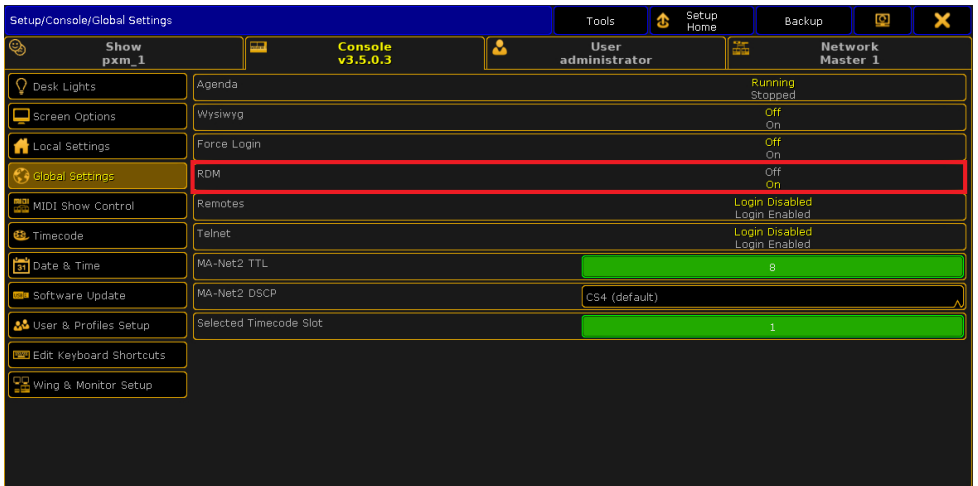 Setup/Console/Global Settings
Tools
Setup
Home
Backup
Show
pxm_1
Console
v3.5.0.3
User
administrator
Network
Master 1
Desk Lights
Screen Options
Local Settings
Global Settings
MIDI Show Control
Timecode
Date & Time
Software Update
User & Profiles Setup
Edit Keyboard Shortcuts
Wing & Monitor Setup
Agenda
Running
Stopped
Wysiwyg
Off
On
Force Login
Off
On
RDM
Off
On
Remotes
Login Disabled
Login Enabled
Telnet
Login Disabled
Login Enabled
MA-Net2 TTL
8
MA-Net2 DSCP
CS4 (default)
Selected Timecode Slot
1